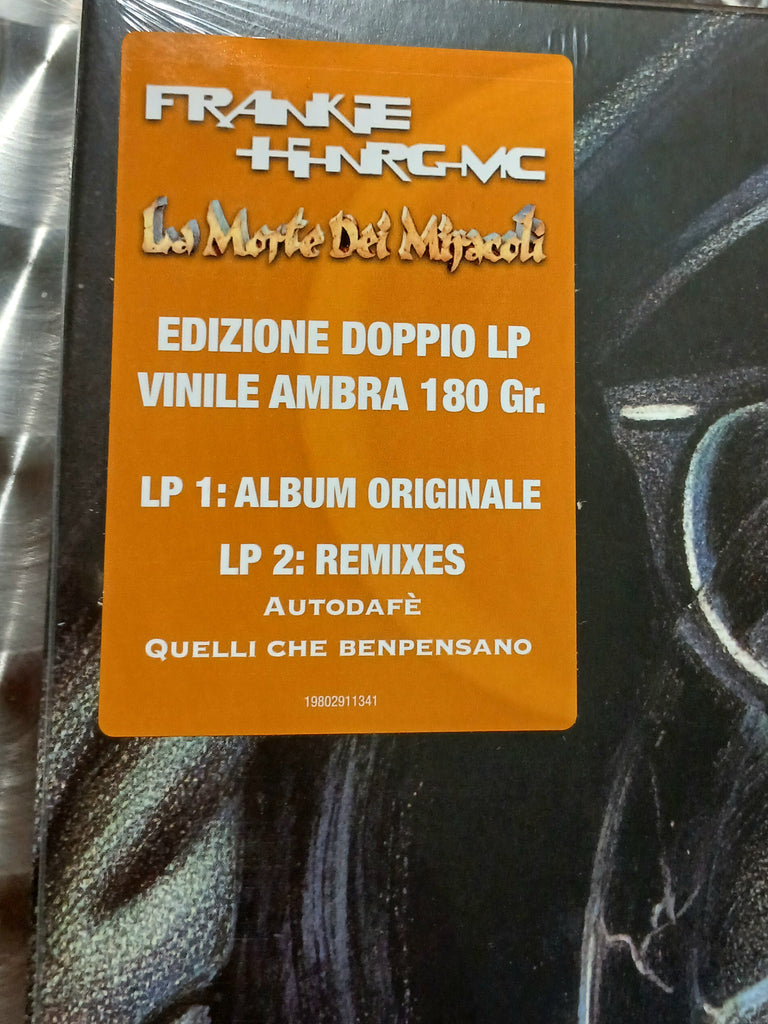 FRANKIE
HI-NRG-MC
La Morte Dei Miracoli
EDIZIONE DOPPIO LP
VINILE AMBRA 180 Gr.
LP 1: ALBUM ORIGINALE
LP 2: REMIXES
AUTODAFÈ
QUELLI CHE BENPENSANO
19802911341